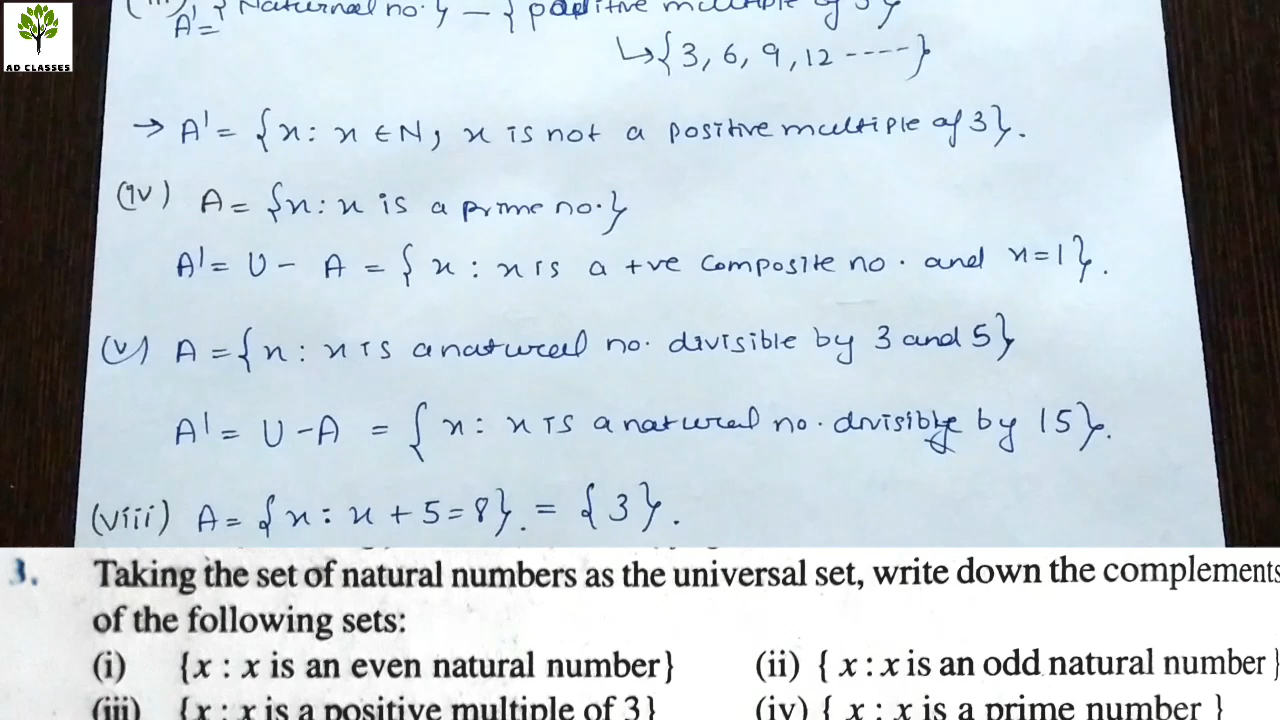 AD CLASSES
(iii) A' = { Natural no. } — { positive multiple of 3 }
↳ {3, 6, 9, 12 ----}
→ A' = {x : x ∈ N, x is not a positive multiple of 3}.
(iv) A = {x : x is a prime no.}
A' = U - A = { x : x is a +ve composite no. and x=1}.
(v) A = {x : x is a natural no. divisible by 3 and 5}
A' = U - A = { x : x is a natural no. divisible by 15}.
(viii) A = {x : x + 5 = 8}. = {3}.
3. Taking the set of natural numbers as the universal set, write down the complements
of the following sets:
(i) {x : x is an even natural number} (ii) { x : x is an odd natural number }
(iii) {x : x is a positive multiple of 3} (iv) { x : x is a prime number }